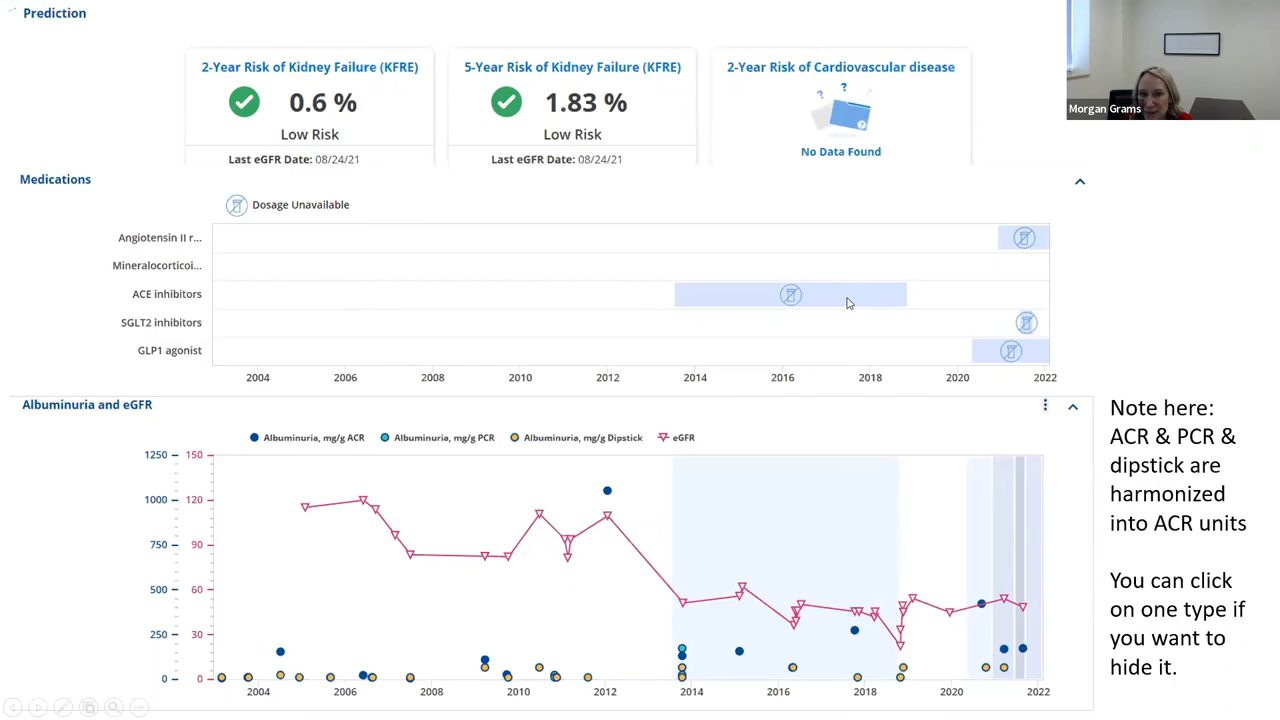 Prediction
2-Year Risk of Kidney Failure (KFRE)
0.6 %
Low Risk
Last eGFR Date: 08/24/21
5-Year Risk of Kidney Failure (KFRE)
1.83 %
Low Risk
Last eGFR Date: 08/24/21
2-Year Risk of Cardiovascular disease
No Data Found
Morgan Grams
Medications
Dosage Unavailable
Angiotensin II r...
Mineralocorticoi...
ACE inhibitors
SGLT2 inhibitors
GLP1 agonist
2004 2006 2008 2010 2012 2014 2016 2018 2020 2022
Albuminuria and eGFR
Albuminuria, mg/g ACR Albuminuria, mg/g PCR Albuminuria, mg/g Dipstick eGFR
1250 150
1000 120
750 90
500 60
250 30
0 0
2004 2006 2008 2010 2012 2014 2016 2018 2020 2022
Note here:
ACR & PCR &
dipstick are
harmonized
into ACR units
You can click
on one type if
you want to
hide it.